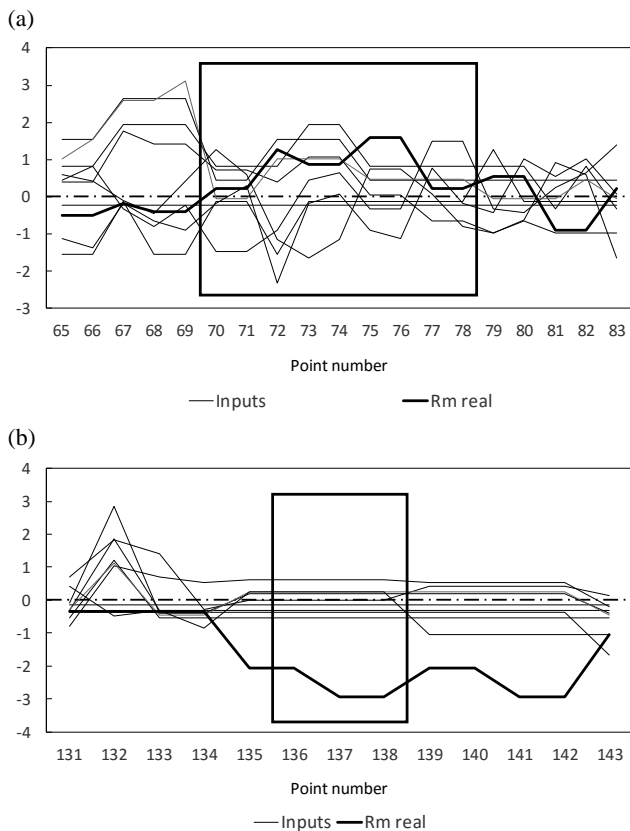 (a)
4
3
2
1
0
-1
-2
-3
65 66 67 68 69 70 71 72 73 74 75 76 77 78 79 80 81 82 83
Point number
Inputs Rm real
(b)
4
3
2
1
0
-1
-2
-3
-4
131 132 133 134 135 136 137 138 139 140 141 142 143
Point number
Inputs Rm real